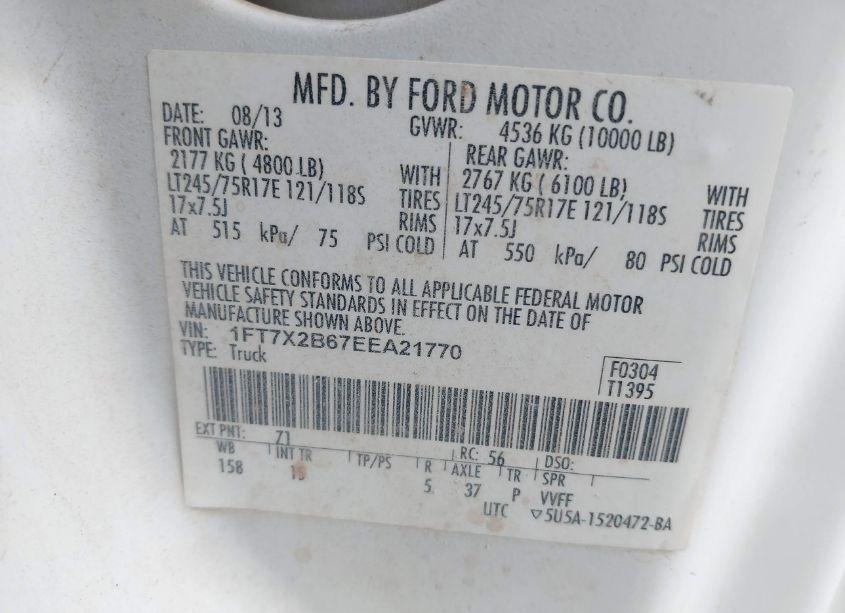 MFD. BY FORD MOTOR CO.
DATE: 08/13 GVWR: 4536 KG (10000 LB)
FRONT GAWR: REAR GAWR:
2177 KG ( 4800 LB) WITH 2767 KG ( 6100 LB) WITH
LT245/75R17E 121/118S TIRES LT245/75R17E 121/118S TIRES
17x7.5J RIMS 17x7.5J RIMS
AT 515 kPa/ 75 PSI COLD AT 550 kPa/ 80 PSI COLD
THIS VEHICLE CONFORMS TO ALL APPLICABLE FEDERAL MOTOR
VEHICLE SAFETY STANDARDS IN EFFECT ON THE DATE OF
MANUFACTURE SHOWN ABOVE.
VIN: 1FT7X2B67EEA21770
TYPE: Truck
F0304
T1395
EXT PNT: Z1 RC: 56 DSO:
WB INT TR TP/PS R AXLE TR SPR
158 5 37 P VVFF
UTC ▽5U5A-1520472-BA